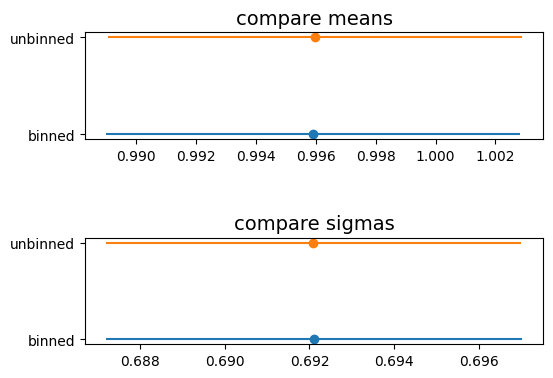 compare means
unbinned
binned
0.990 0.992 0.994 0.996 0.998 1.000 1.002
compare sigmas
unbinned
binned
0.688 0.690 0.692 0.694 0.696